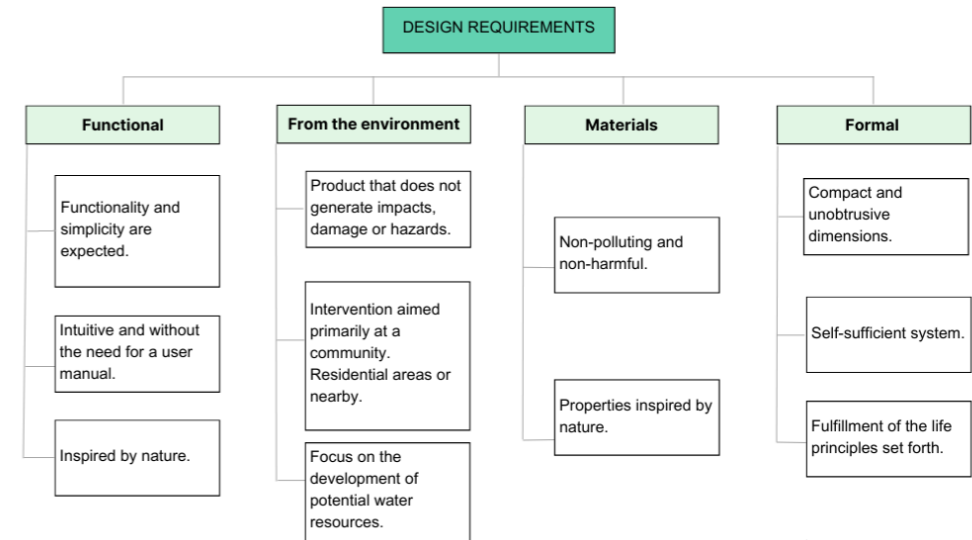 DESIGN REQUIREMENTS
Functional
Functionality and
simplicity are
expected.
Intuitive and without
the need for a user
manual.
Inspired by nature.
From the environment
Product that does not
generate impacts,
damage or hazards.
Intervention aimed
primarily at a
community.
Residential areas or
nearby.
Focus on the
development of
potential water
resources.
Materials
Non-polluting and
non-harmful.
Properties inspired by
nature.
Formal
Compact and
unobtrusive
dimensions.
Self-sufficient system.
Fulfillment of the life
principles set forth.